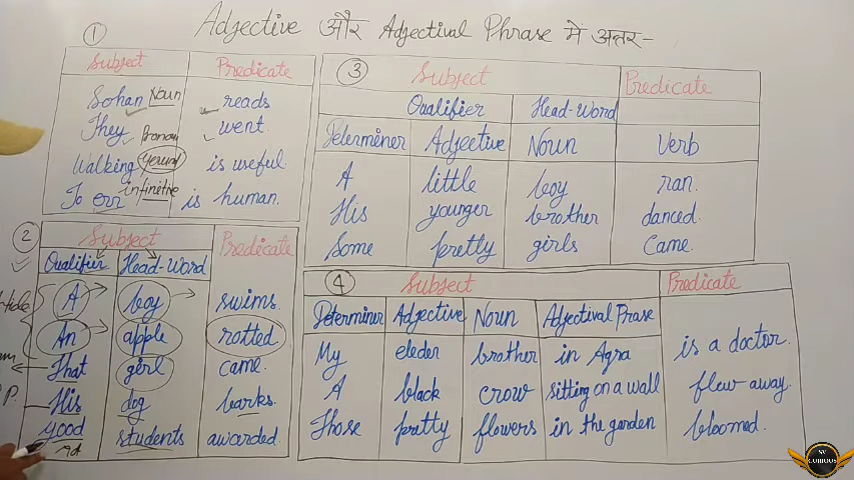 Adjective और Adjectival Phrase में अन्तर-
①
Subject Predicate
Sohan Noun reads
They Pronoun went
Walking Gerund is useful
To err infinitive is human.
②
Subject Predicate
Qualifier Head-Word
A boy swims
An apple rotted
That girl came
His dog barks
good students awarded
③
Subject Predicate
Qualifier Head-Word
Determiner Adjective Noun Verb
A little boy ran.
His younger brother danced.
Some pretty girls came
④
Subject Predicate
Determiner Adjective Noun Adjectival Prase
My eleder brother in Agra is a doctor.
A black crow sitting on a wall flew away.
Those pretty flowers in the garden bloomed.
SV
CURIOUS